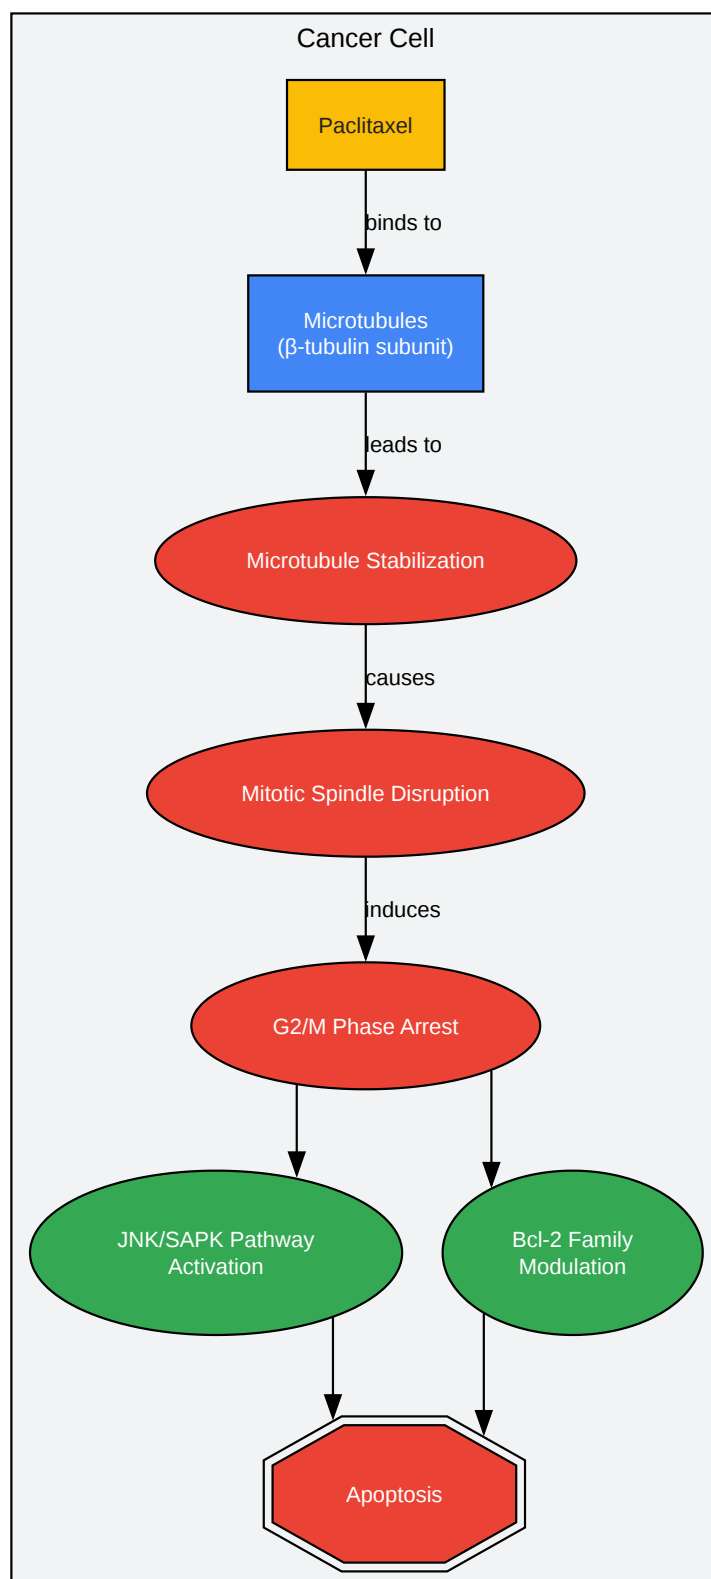 Cancer Cell
Paclitaxel
binds to
Microtubules
(β-tubulin subunit)
leads to
Microtubule Stabilization
causes
Mitotic Spindle Disruption
induces
G2/M Phase Arrest
JNK/SAPK Pathway
Activation
Bcl-2 Family
Modulation
Apoptosis